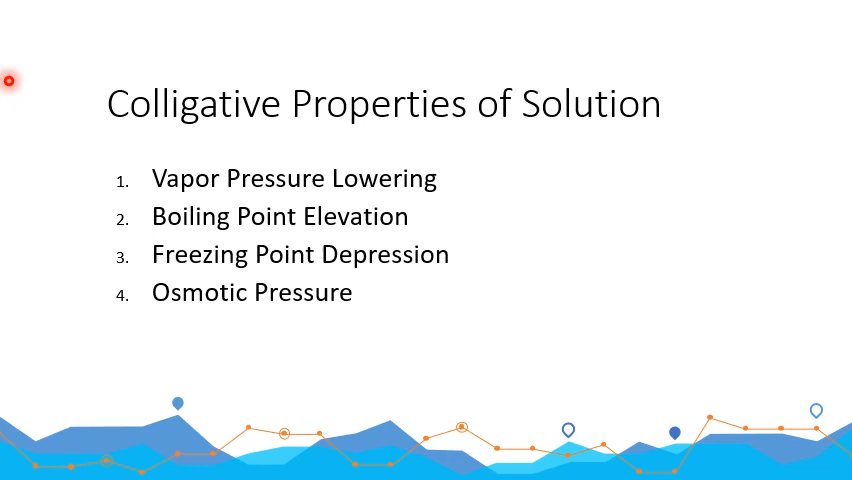 Colligative Properties of Solution
1. Vapor Pressure Lowering
2. Boiling Point Elevation
3. Freezing Point Depression
4. Osmotic Pressure